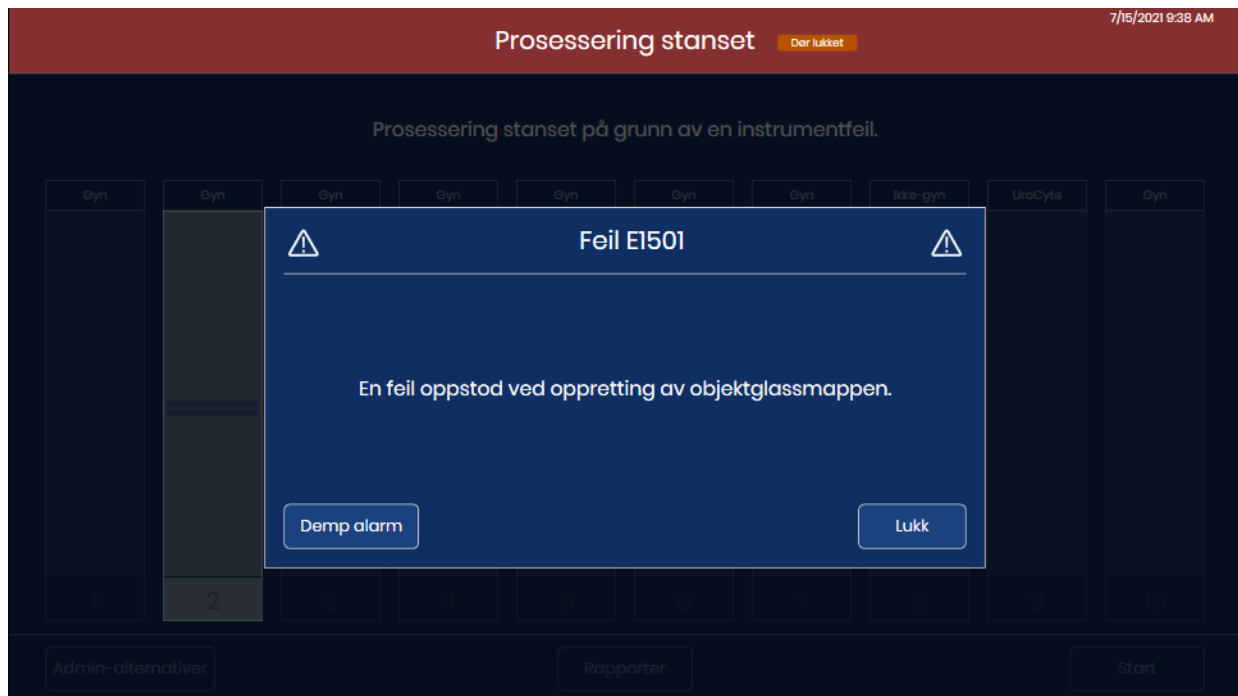 7/15/2021 9:38 AM
Prosessering stanset Dør lukket
Prosessering stanset på grunn av en instrumentfeil.
Gyn Gyn Gyn Gyn Gyn Gyn Gyn Ikke-gyn UroCyte Gyn
Feil E1501
En feil oppstod ved oppretting av objektglassmappen.
Demp alarm Lukk
1 2 3 4 5 6 7 8 9 10
Admin-alternativer Rapporter Start